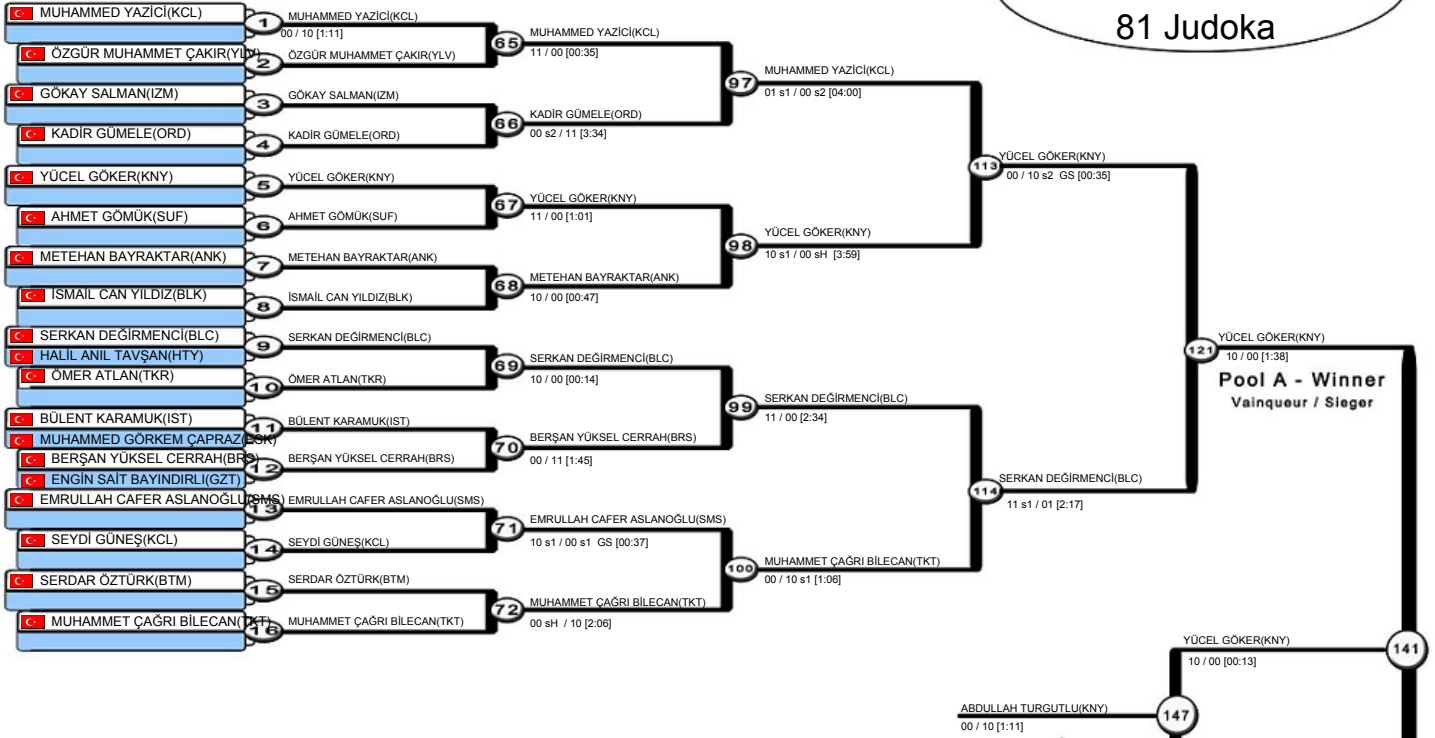 81 Judoka
MUHAMMED YAZİCİ(KCL)
ÖZGÜR MUHAMMET ÇAKIR(YLV)
GÖKAY SALMAN(IZM)
KADİR GÜMELE(ORD)
YÜCEL GÖKER(KNY)
AHMET GÖMÜK(SUF)
METEHAN BAYRAKTAR(ANK)
İSMAİL CAN YILDIZ(BLK)
SERKAN DEĞİRMENCİ(BLC)
HALİL ANIL TAVŞAN(HTY)
ÖMER ATLAN(TKR)
BÜLENT KARAMUK(IST)
MUHAMMED GÖRKEM ÇAPRAZ(ESK)
BERŞAN YÜKSEL CERRAH(BRS)
ENGİN SAİT BAYINDIRLI(GZT)
EMRULLAH CAFER ASLANOĞLU(SMS)
SEYDİ GÜNEŞ(KCL)
SERDAR ÖZTÜRK(BTM)
MUHAMMET ÇAĞRI BİLECAN(TKT)
1
2
3
4
5
6
7
8
9
10
11
12
13
14
15
16
MUHAMMED YAZİCİ(KCL)
00 / 10 [1:11]
ÖZGÜR MUHAMMET ÇAKIR(YLV)
GÖKAY SALMAN(IZM)
KADİR GÜMELE(ORD)
YÜCEL GÖKER(KNY)
AHMET GÖMÜK(SUF)
METEHAN BAYRAKTAR(ANK)
İSMAİL CAN YILDIZ(BLK)
SERKAN DEĞİRMENCİ(BLC)
ÖMER ATLAN(TKR)
BÜLENT KARAMUK(IST)
BERŞAN YÜKSEL CERRAH(BRS)
EMRULLAH CAFER ASLANOĞLU(SMS)
SEYDİ GÜNEŞ(KCL)
SERDAR ÖZTÜRK(BTM)
MUHAMMET ÇAĞRI BİLECAN(TKT)
65
MUHAMMED YAZİCİ(KCL)
11 / 00 [00:35]
66
KADİR GÜMELE(ORD)
00 s2 / 11 [3:34]
67
YÜCEL GÖKER(KNY)
11 / 00 [1:01]
68
METEHAN BAYRAKTAR(ANK)
10 / 00 [00:47]
69
SERKAN DEĞİRMENCİ(BLC)
10 / 00 [00:14]
70
BERŞAN YÜKSEL CERRAH(BRS)
00 / 11 [1:45]
71
EMRULLAH CAFER ASLANOĞLU(SMS)
10 s1 / 00 s1 GS [00:37]
72
MUHAMMET ÇAĞRI BİLECAN(TKT)
00 sH / 10 [2:06]
97
MUHAMMED YAZİCİ(KCL)
01 s1 / 00 s2 [04:00]
98
YÜCEL GÖKER(KNY)
10 s1 / 00 sH [3:59]
99
SERKAN DEĞİRMENCİ(BLC)
11 / 00 [2:34]
100
MUHAMMET ÇAĞRI BİLECAN(TKT)
00 / 10 s1 [1:06]
113
YÜCEL GÖKER(KNY)
00 / 10 s2 GS [00:35]
114
SERKAN DEĞİRMENCİ(BLC)
11 s1 / 01 [2:17]
121
YÜCEL GÖKER(KNY)
10 / 00 [1:38]
Pool A - Winner
Vainqueur / Sieger
YÜCEL GÖKER(KNY)
10 / 00 [00:13]
141
ABDULLAH TURGUTLU(KNY)
00 / 10 [1:11]
147